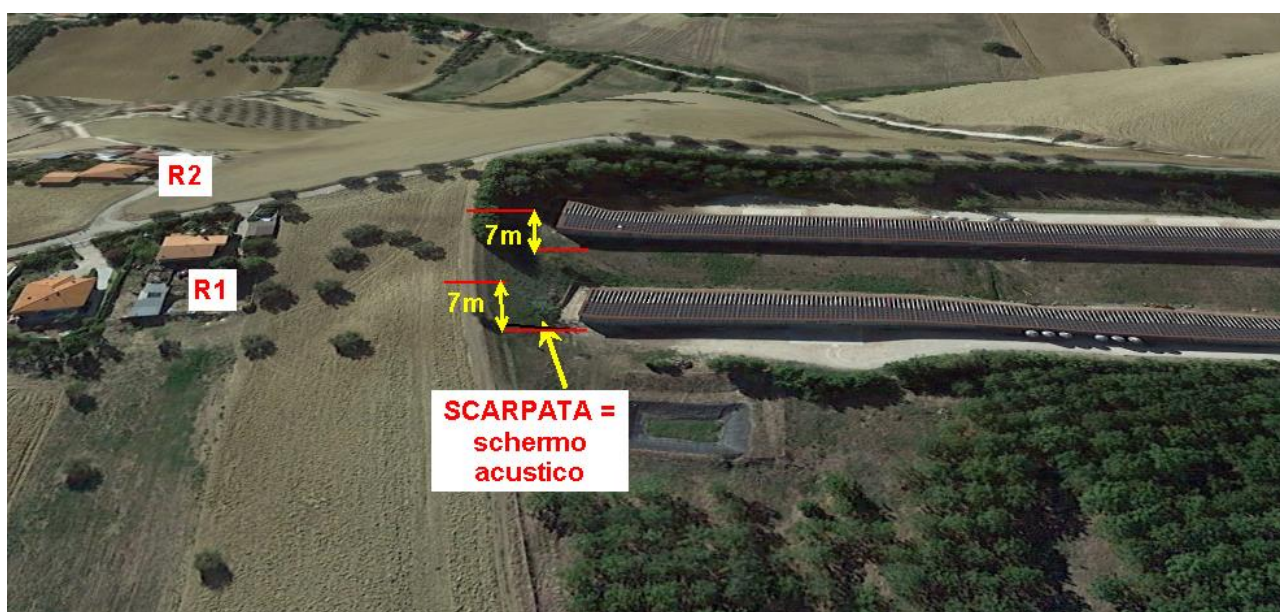 R2
7m
R1
7m
SCARPATA =
schermo
acustico